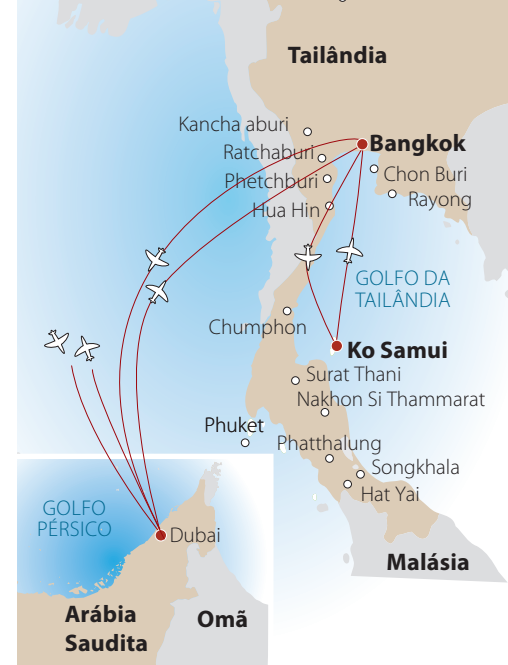 Tailândia
Kancha aburi
Bangkok
Ratchaburi
Chon Buri
Phetchburi
Rayong
Hua Hin
GOLFO DA
TAILÂNDIA
Chumphon
Ko Samui
Surat Thani
Nakhon Si Thammarat
Phuket
Phatthalung
Songkhala
Hat Yai
GOLFO
PÉRSICO
Dubai
Malásia
Arábia
Saudita
Omã